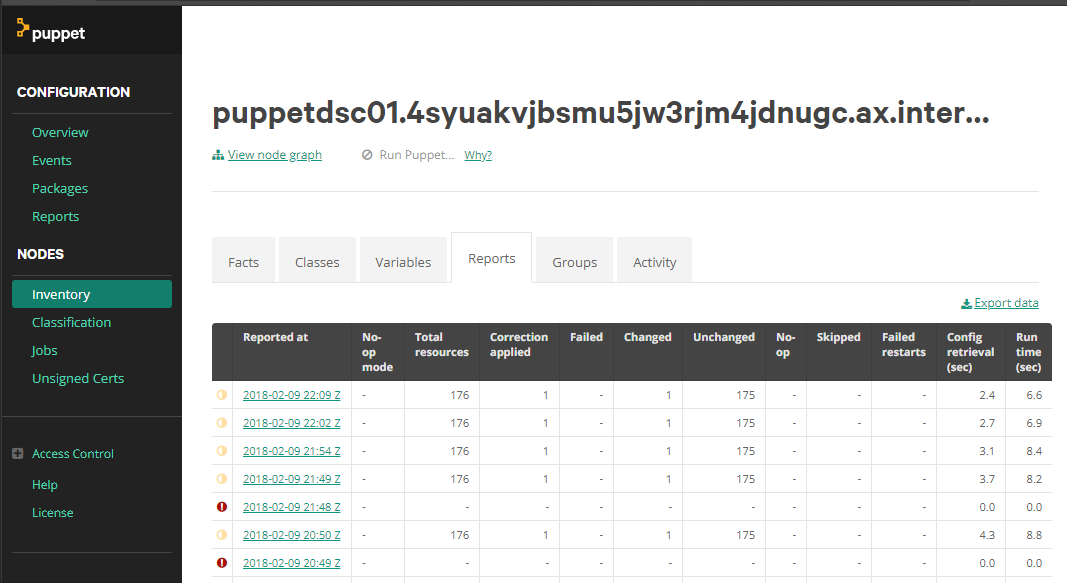 puppet
CONFIGURATION
Overview
Events
Packages
Reports
NODES
Inventory
Classification
Jobs
Unsigned Certs
Access Control
Help
License
puppetdsc01.4syuakvjbsmu5jw3rjm4jdnugc.ax.inter...
View node graph Run Puppet... Why?
Facts Classes Variables Reports Groups Activity
Export data
Reported at No-op mode Total resources Correction applied Failed Changed Unchanged No-op Skipped Failed restarts Config retrieval (sec) Run time (sec)
2018-02-09 22:09 Z - 176 1 - 1 175 - - - 2.4 6.6
2018-02-09 22:02 Z - 176 1 - 1 175 - - - 2.7 6.9
2018-02-09 21:54 Z - 176 1 - 1 175 - - - 3.1 8.4
2018-02-09 21:49 Z - 176 1 - 1 175 - - - 3.7 8.2
2018-02-09 21:48 Z - - - - - - - - - 0.0 0.0
2018-02-09 20:50 Z - 176 1 - 1 175 - - - 4.3 8.8
2018-02-09 20:49 Z - - - - - - - - - 0.0 0.0